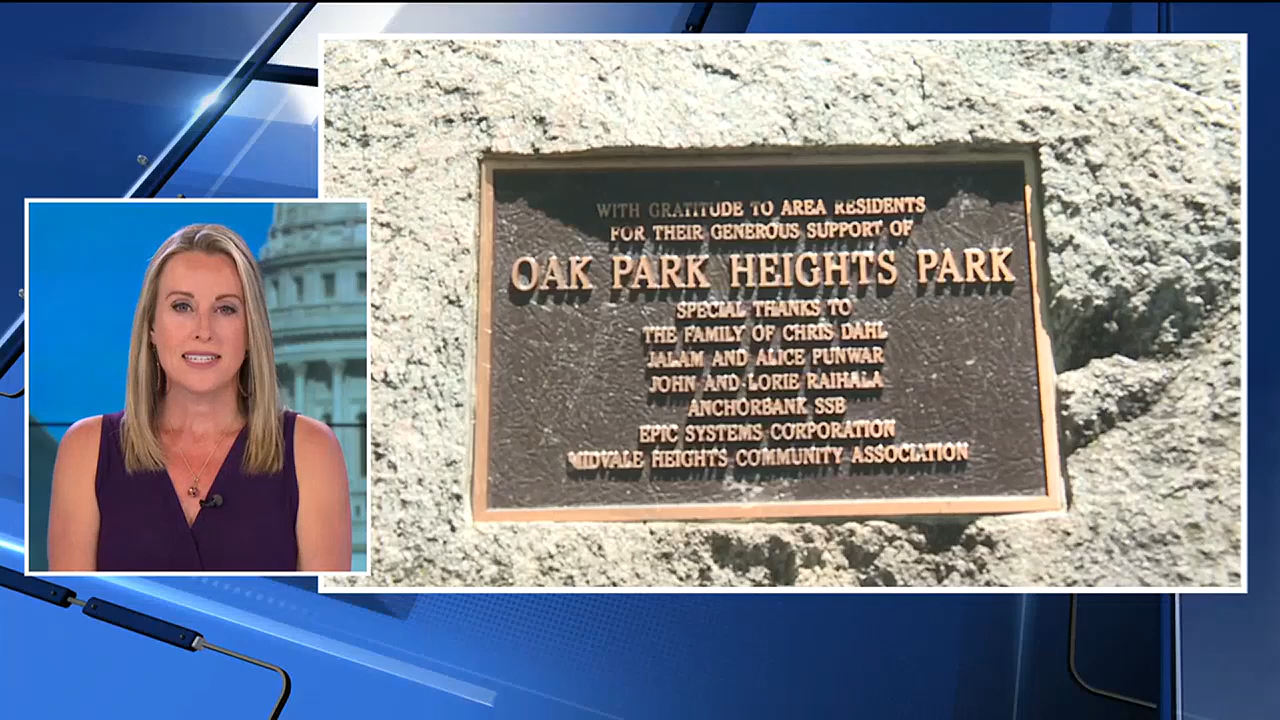 WITH GRATITUDE TO AREA RESIDENTS
FOR THEIR GENEROUS SUPPORT OF
OAK PARK HEIGHTS PARK
SPECIAL THANKS TO
THE FAMILY OF CHRIS DAHL
JALAM AND ALICE PUNWAR
JOHN AND LORIE RAIHALA
ANCHORBANK SSB
EPIC SYSTEMS CORPORATION
MIDVALE HEIGHTS COMMUNITY ASSOCIATION